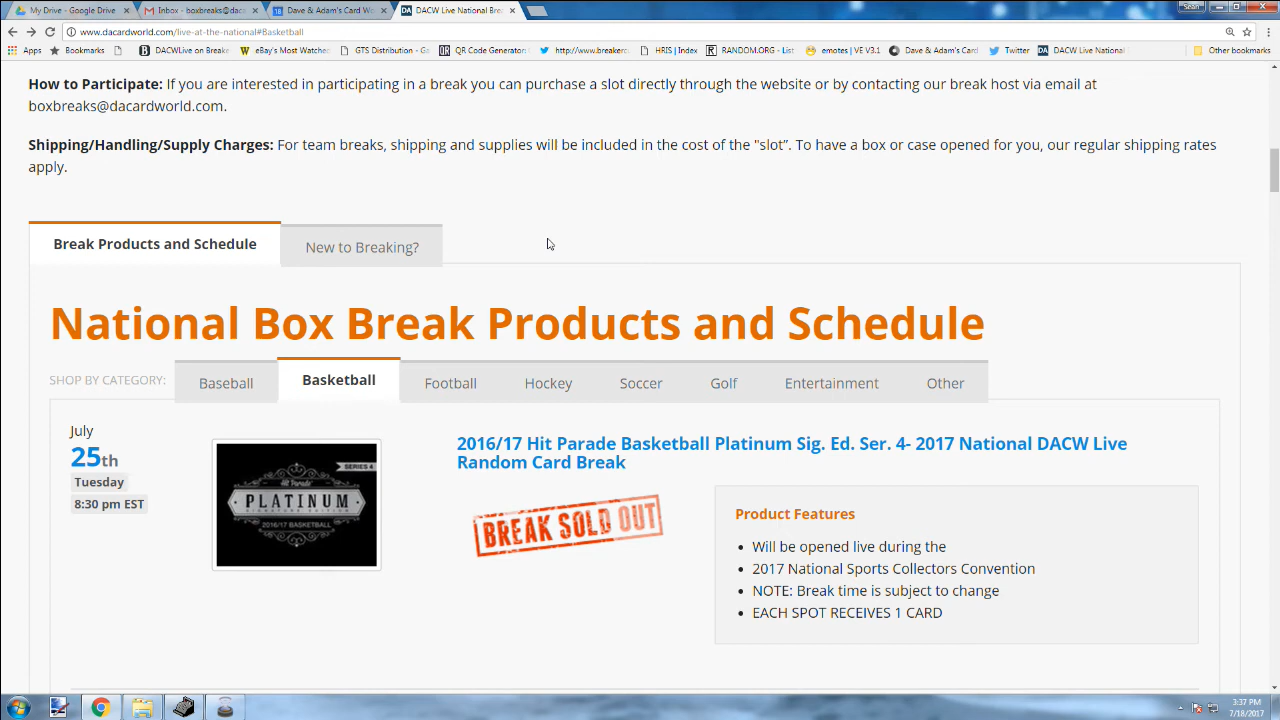 My Drive - Google Drive
Inbox - boxbreaks@dac
Dave & Adam's Card Wo
DACW Live National Bre
Sean
www.dacardworld.com/live-at-the-national#Basketball
Apps
Bookmarks
DACWLive on Breake
eBay's Most Watched
GTS Distribution - Ga
QR Code Generator:
http://www.breakerc
HRIS | Index
RANDOM.ORG - List
emotes | VE V3.1
Dave & Adam's Card
Twitter
DACW Live National
Other bookmarks
How to Participate: If you are interested in participating in a break you can purchase a slot directly through the website or by contacting our break host via email at
boxbreaks@dacardworld.com.
Shipping/Handling/Supply Charges: For team breaks, shipping and supplies will be included in the cost of the "slot". To have a box or case opened for you, our regular shipping rates
apply.
Break Products and Schedule
New to Breaking?
National Box Break Products and Schedule
SHOP BY CATEGORY:
Baseball
Basketball
Football
Hockey
Soccer
Golf
Entertainment
Other
July
25th
Tuesday
8:30 pm EST
SERIES 4
Hit Parade
PLATINUM
SIGNATURE EDITION
2016/17 BASKETBALL
2016/17 Hit Parade Basketball Platinum Sig. Ed. Ser. 4- 2017 National DACW Live
Random Card Break
BREAK SOLD OUT
Product Features
• Will be opened live during the
• 2017 National Sports Collectors Convention
• NOTE: Break time is subject to change
• EACH SPOT RECEIVES 1 CARD
3:37 PM
7/18/2017